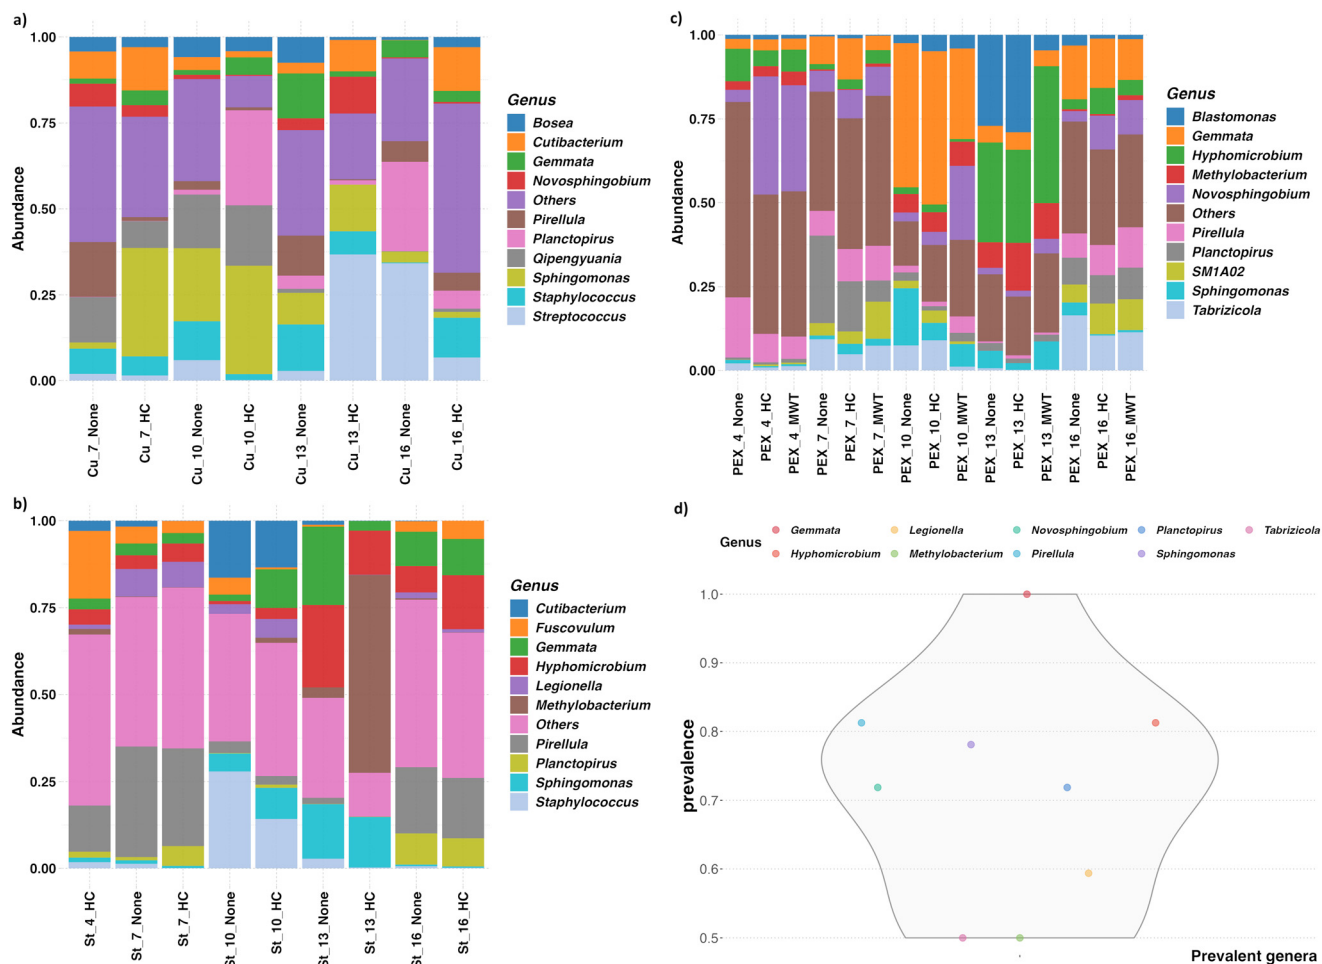 a)
1.00
0.75
0.50
0.25
0.00
Abundance
Cu_7_None
Cu_7_HC
Cu_10_None
Cu_10_HC
Cu_13_None
Cu_13_HC
Cu_16_None
Cu_16_HC
Genus
Bosea
Cutibacterium
Gemmata
Novosphingobium
Others
Pirellula
Planctopirus
Qipengyuania
Sphingomonas
Staphylococcus
Streptococcus
b)
1.00
0.75
0.50
0.25
0.00
Abundance
St_4_HC
St_7_None
St_7_HC
St_10_None
St_10_HC
St_13_None
St_13_HC
St_16_None
St_16_HC
Genus
Cutibacterium
Fuscovulum
Gemmata
Hyphomicrobium
Legionella
Methylobacterium
Others
Pirellula
Planctopirus
Sphingomonas
Staphylococcus
c)
1.00
0.75
0.50
0.25
0.00
Abundance
PEX_4_None
PEX_4_HC
PEX_4_MWT
PEX_7_None
PEX_7_HC
PEX_7_MWT
PEX_10_None
PEX_10_HC
PEX_10_MWT
PEX_13_None
PEX_13_HC
PEX_13_MWT
PEX_16_None
PEX_16_HC
PEX_16_MWT
Genus
Blastomonas
Gemmata
Hyphomicrobium
Methylobacterium
Novosphingobium
Others
Pirellula
Planctopirus
SM1A02
Sphingomonas
Tabrizicola
d)
Genus
Gemmata Legionella Novosphingobium Planctopirus Tabrizicola
Hyphomicrobium Methylobacterium Pirellula Sphingomonas
1.0
0.9
0.8
0.7
0.6
0.5
prevalence
Prevalent genera